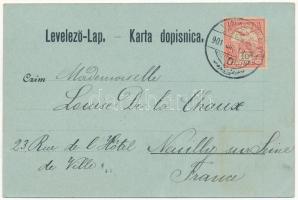 Levelező-Lap. — Karta dopisnica.
Czim Mademoiselle
Louise De la Chaux
23 Rue de l'Hôtel
de Ville.
Neuilly sur Seine
France